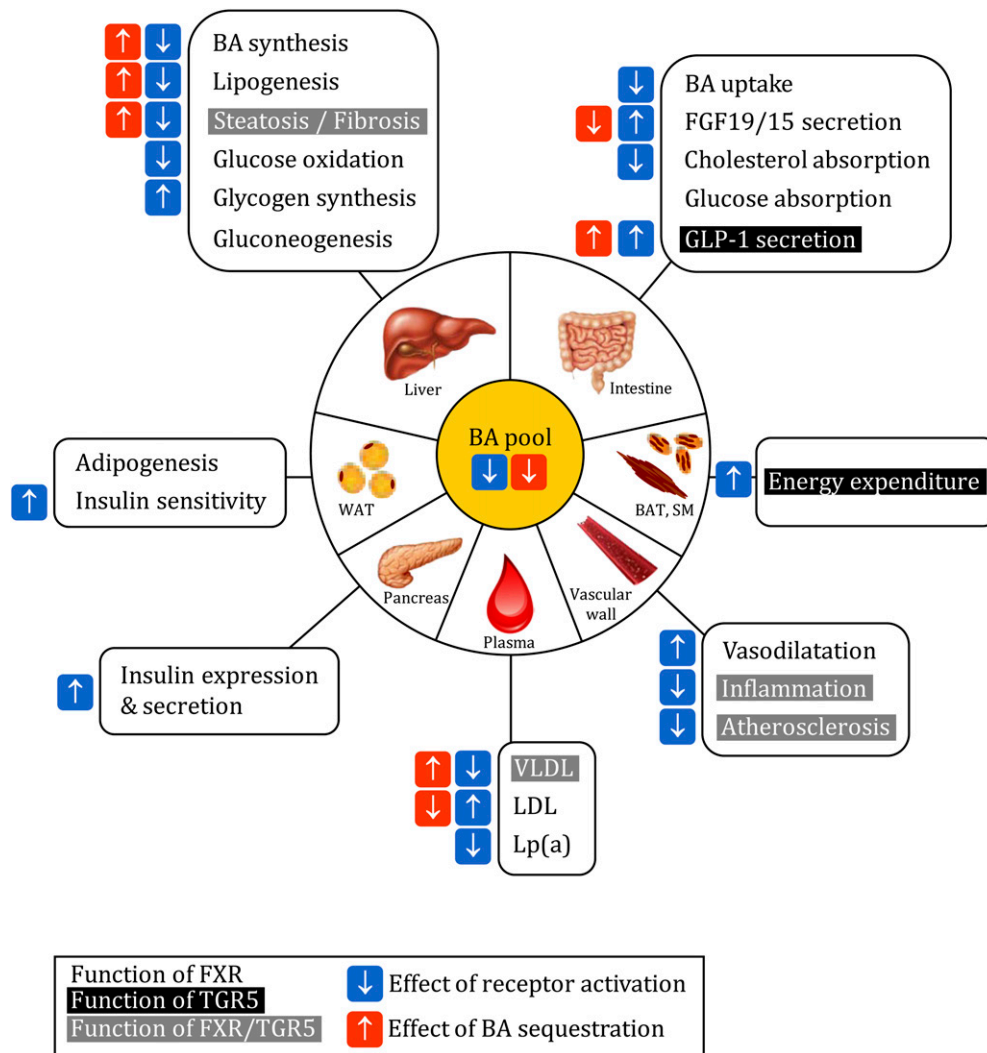 BA synthesis
Lipogenesis
Steatosis / Fibrosis
Glucose oxidation
Glycogen synthesis
Gluconeogenesis
BA uptake
FGF19/15 secretion
Cholesterol absorption
Glucose absorption
GLP-1 secretion
Liver
Intestine
BA pool
Adipogenesis
Insulin sensitivity
WAT
BAT, SM
Energy expenditure
Pancreas
Plasma
Vascular
wall
Insulin expression
& secretion
Vasodilatation
Inflammation
Atherosclerosis
VLDL
LDL
Lp(a)
Function of FXR
Function of TGR5
Function of FXR/TGR5
Effect of receptor activation
Effect of BA sequestration